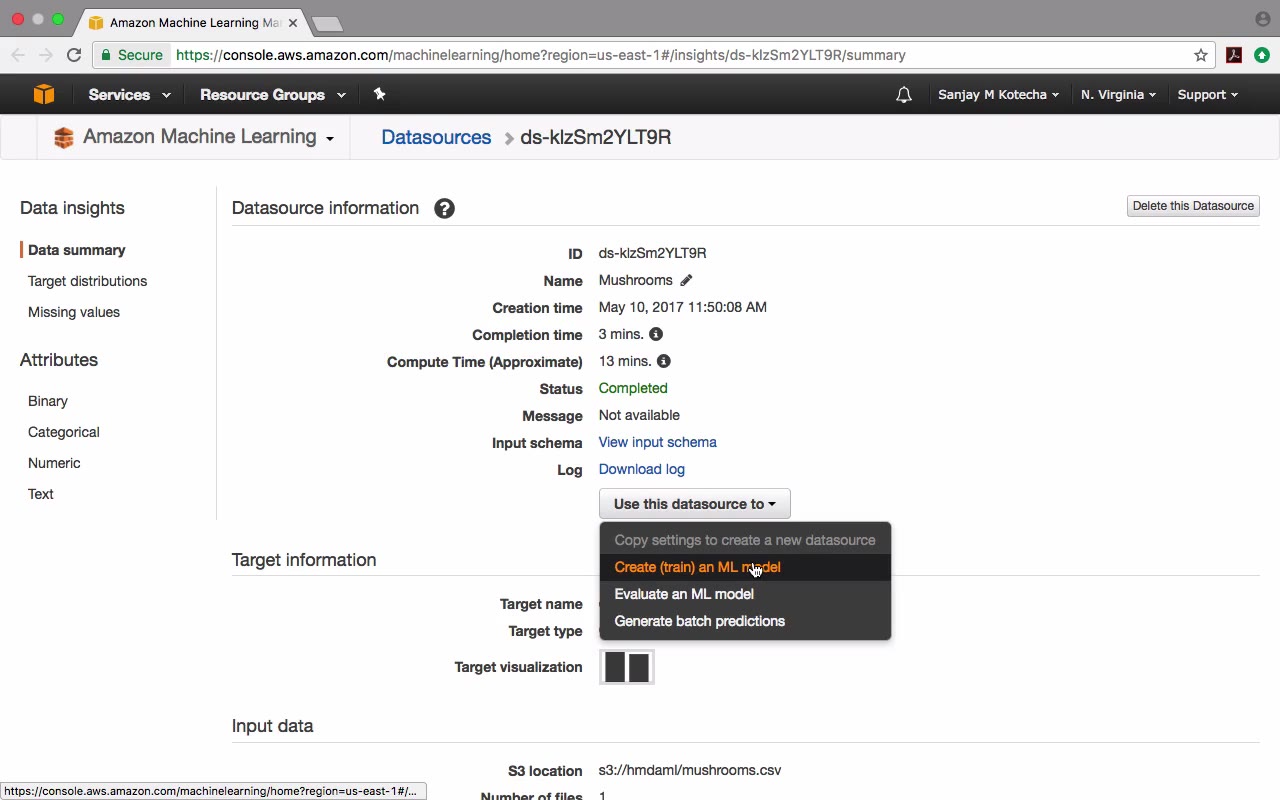 Amazon Machine Learning Ma
Secure https://console.aws.amazon.com/machinelearning/home?region=us-east-1#/insights/ds-klzSm2YLT9R/summary
Services Resource Groups Sanjay M Kotecha N. Virginia Support
Amazon Machine Learning Datasources ds-klzSm2YLT9R
Data insights
Data summary
Target distributions
Missing values
Attributes
Binary
Categorical
Numeric
Text
Datasource information ? Delete this Datasource
ID ds-klzSm2YLT9R
Name Mushrooms
Creation time May 10, 2017 11:50:08 AM
Completion time 3 mins.
Compute Time (Approximate) 13 mins.
Status Completed
Message Not available
Input schema View input schema
Log Download log
Use this datasource to
Copy settings to create a new datasource
Create (train) an ML model
Evaluate an ML model
Generate batch predictions
Target information
Target name
Target type
Target visualization
Input data
S3 location s3://hmdaml/mushrooms.csv
Number of files 1
https://console.aws.amazon.com/machinelearning/home?region=us-east-1#/...